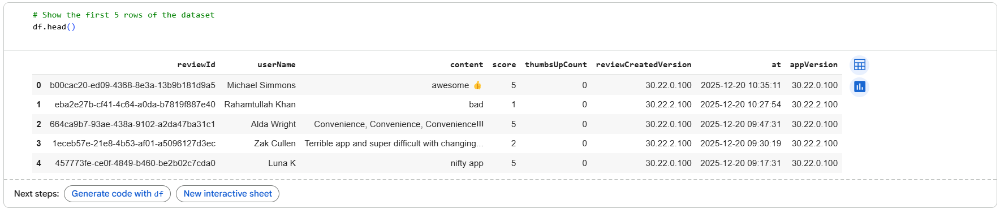 # Show the first 5 rows of the dataset
df.head()
reviewId userName content score thumbsUpCount reviewCreatedVersion at appVersion
0 b00cac20-ed09-4368-8e3a-13b9b181d9a5 Michael Simmons awesome 👍 5 0 30.22.0.100 2025-12-20 10:35:11 30.22.0.100
1 eba2e27b-cf41-4c64-a0da-b7819f887e40 Rahamtullah Khan bad 1 0 30.22.2.100 2025-12-20 10:27:54 30.22.2.100
2 664ca9b7-93ae-438a-9102-a2da47ba31c1 Alda Wright Convenience, Convenience, Convenience!!! 5 0 30.22.0.100 2025-12-20 09:47:31 30.22.0.100
3 1eceb57e-21e8-4b53-af01-a5096127d3ec Zak Cullen Terrible app and super difficult with changing... 2 0 30.22.2.100 2025-12-20 09:30:19 30.22.2.100
4 457773fe-ce0f-4849-b460-be2b02c7cda0 Luna K nifty app 5 0 30.22.0.100 2025-12-20 09:17:31 30.22.0.100
Next steps: Generate code with df New interactive sheet